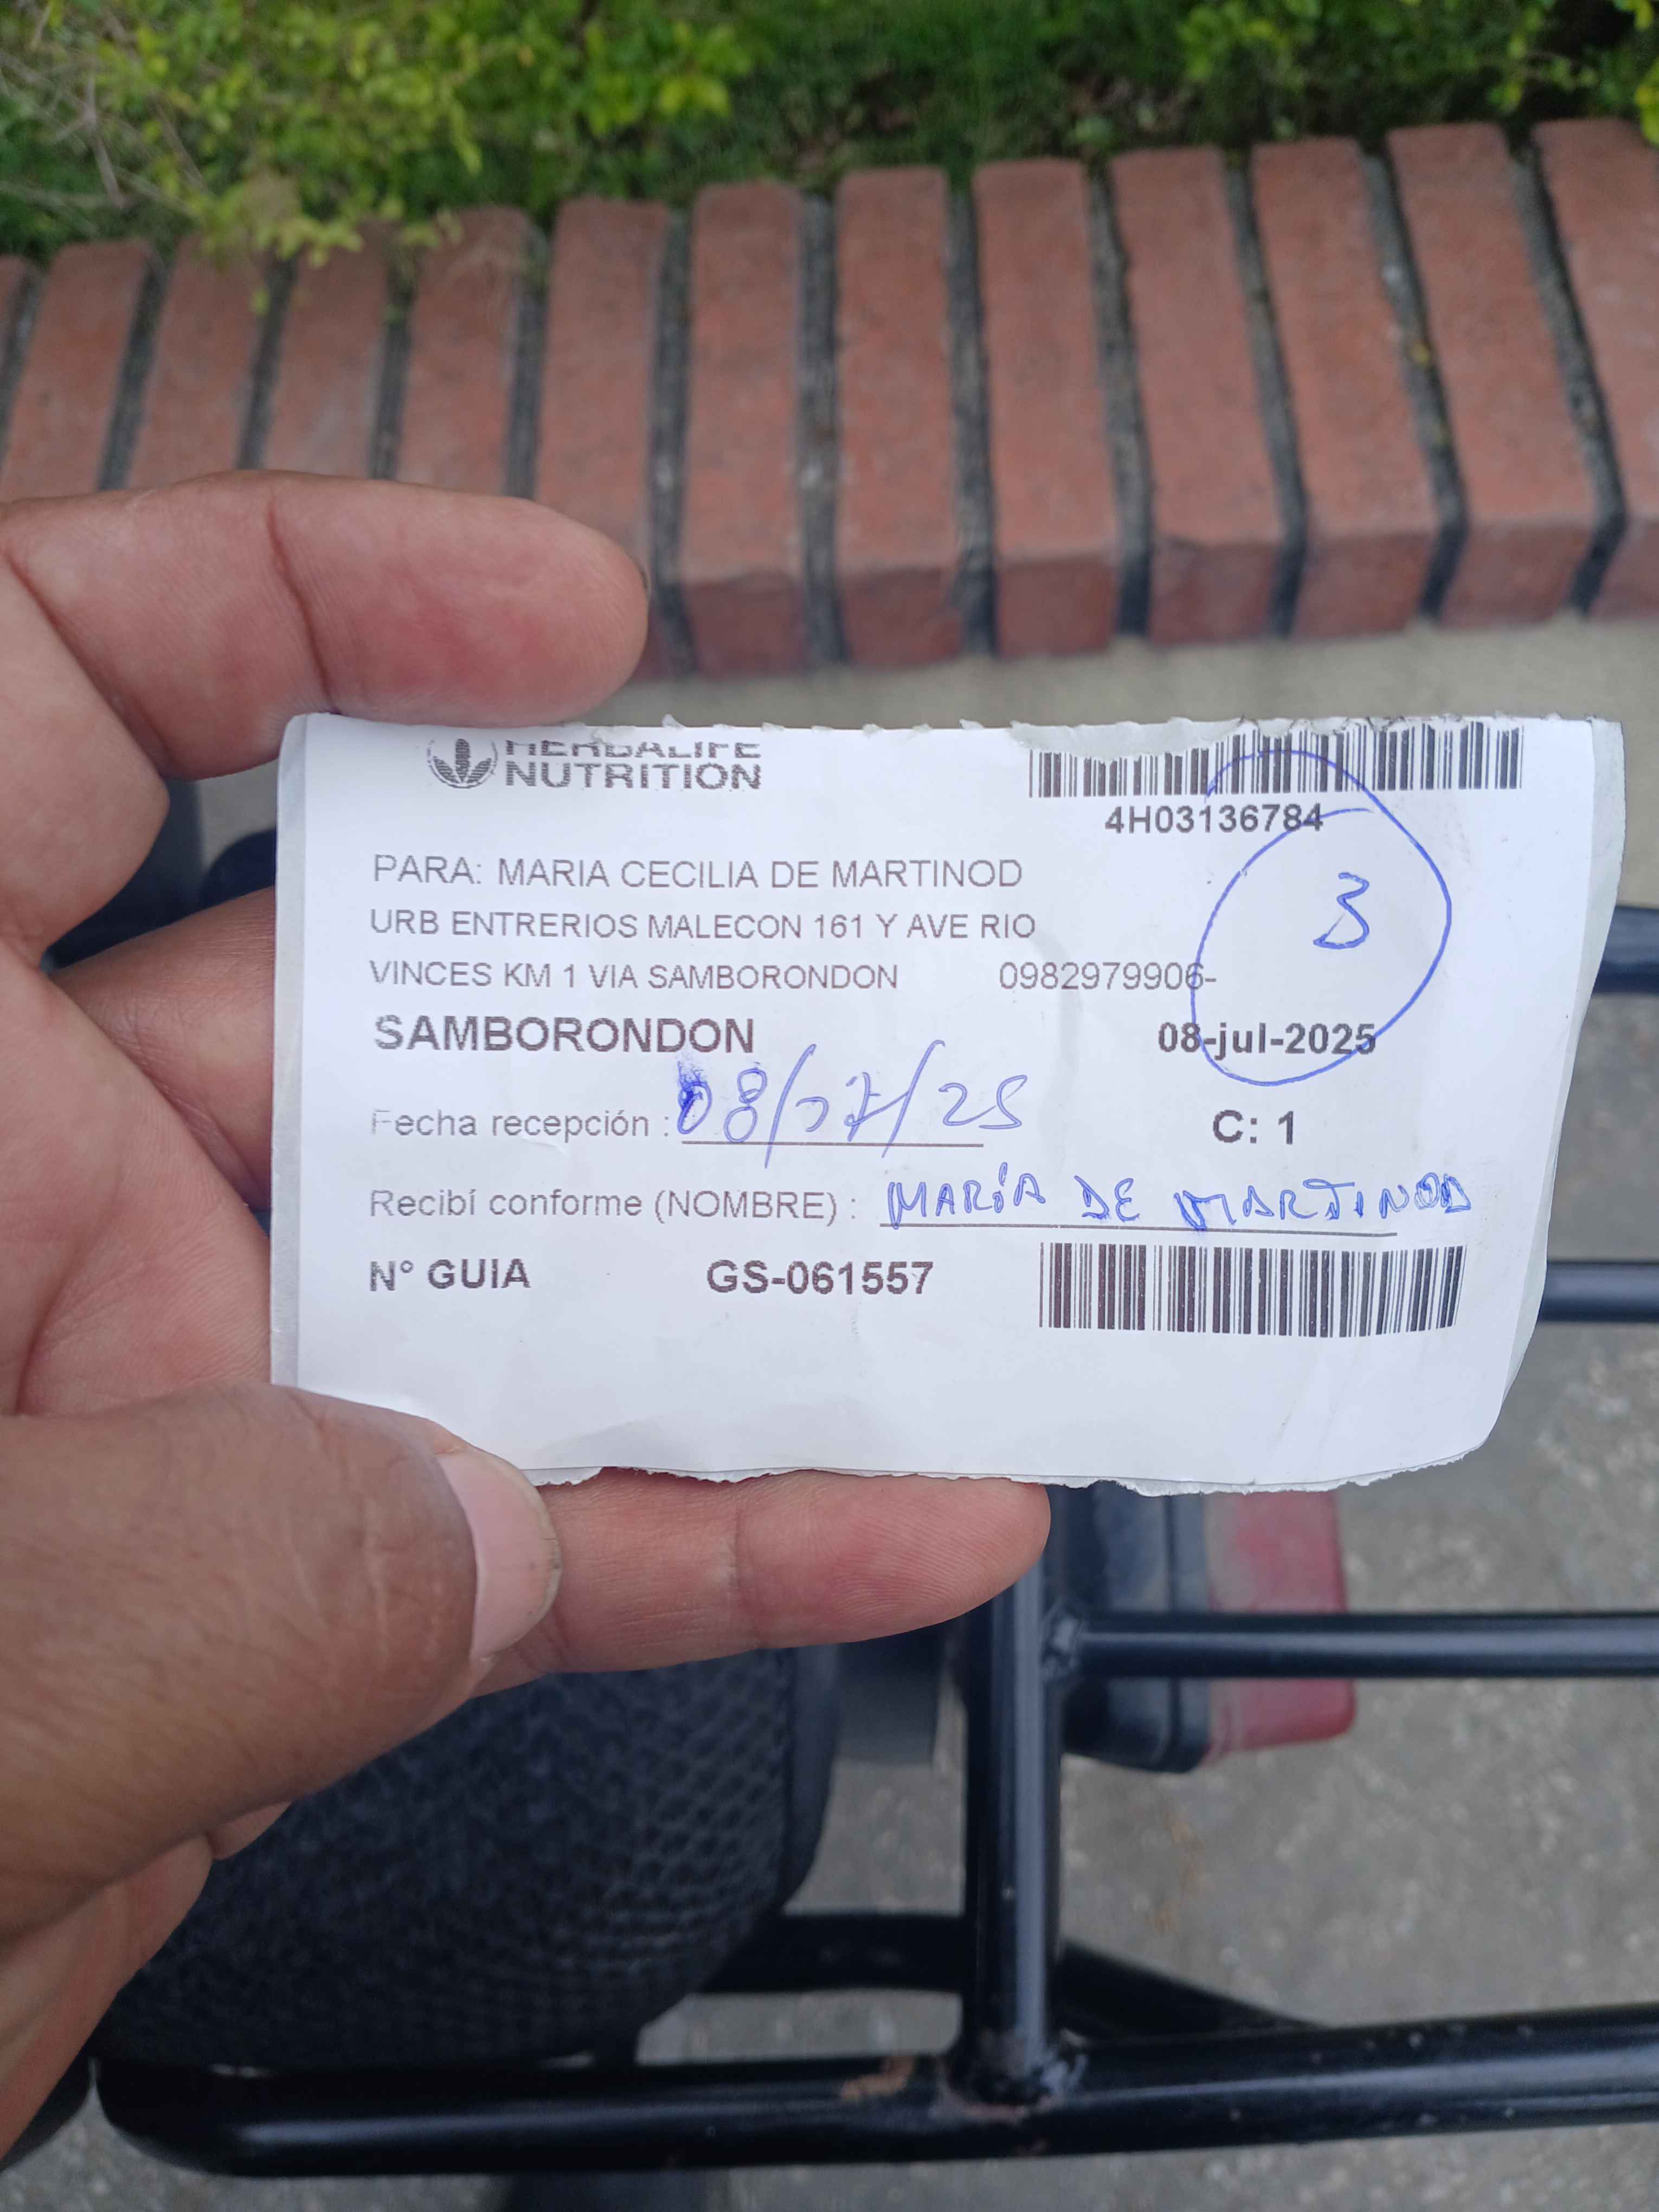 HERBALIFE
NUTRITION
4H03136784
PARA: MARIA CECILIA DE MARTINOD
3
URB ENTRERIOS MALECON 161 Y AVE RIO
VINCES KM 1 VIA SAMBORONDON 0982979906-
SAMBORONDON 08-jul-2025
Fecha recepción : 08/07/25 C: 1
Recibí conforme (NOMBRE) : MARÍA DE MARTINOD
N° GUIA GS-061557